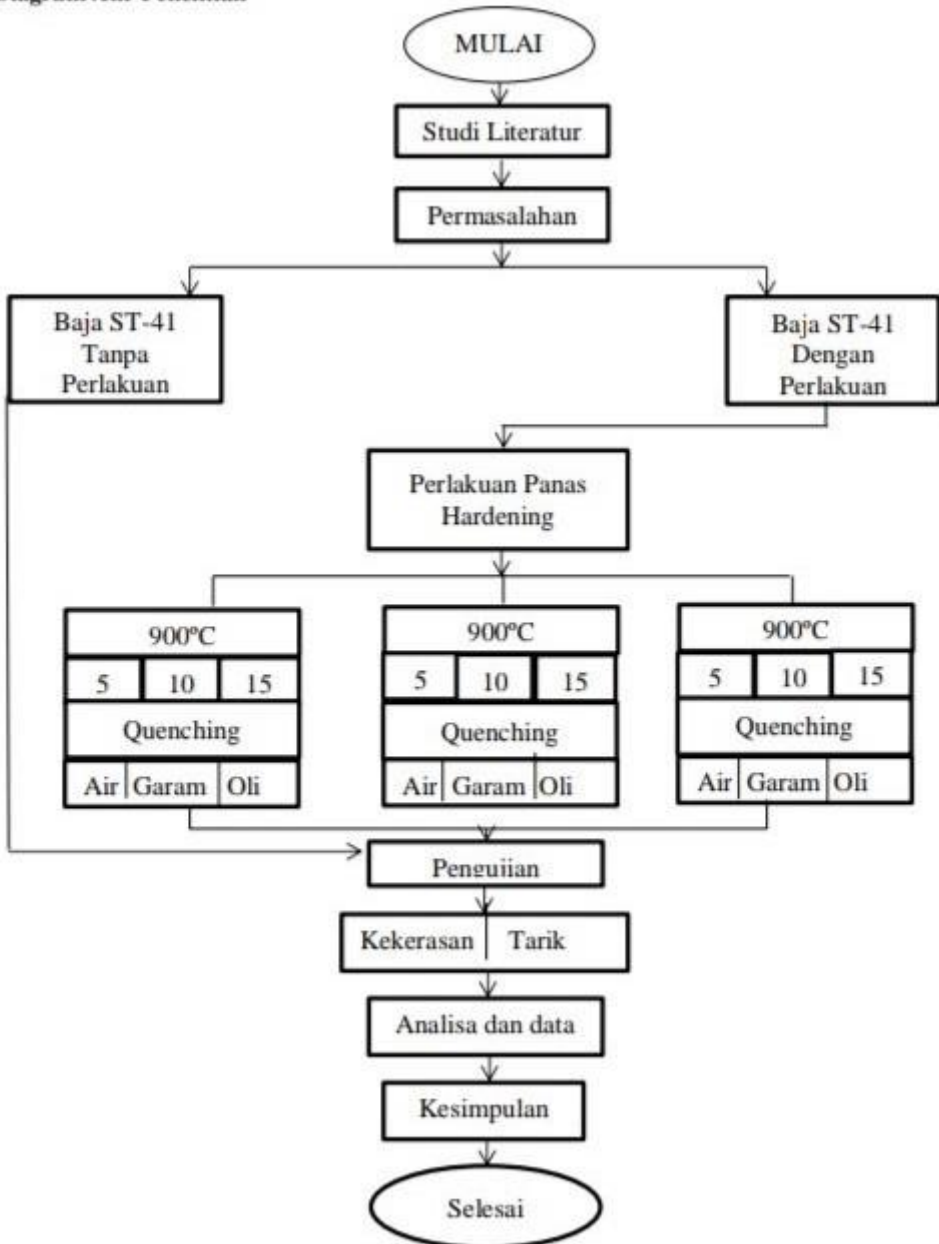 MULAI
Studi Literatur
Permasalahan
Baja ST-41
Tanpa
Perlakuan
Baja ST-41
Dengan
Perlakuan
Perlakuan Panas
Hardening
900ºC
5 10 15
Quenching
Air Garam Oli
900ºC
5 10 15
Quenching
Air Garam Oli
900ºC
5 10 15
Quenching
Air Garam Oli
Pengujian
Kekerasan Tarik
Analisa dan data
Kesimpulan
Selesai